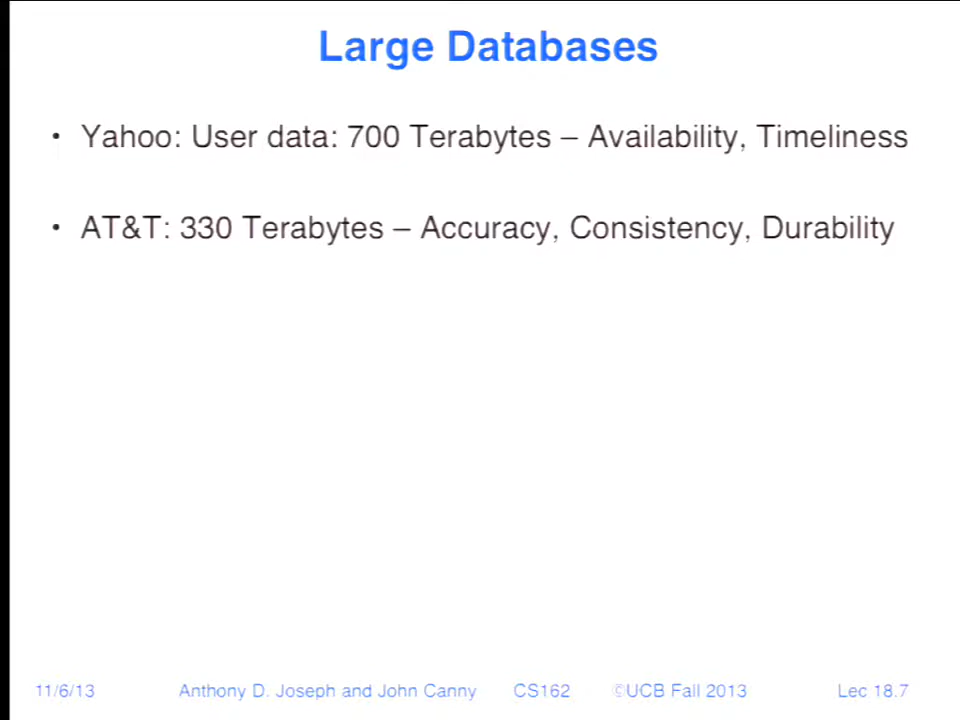 Large Databases
• Yahoo: User data: 700 Terabytes – Availability, Timeliness
• AT&T: 330 Terabytes – Accuracy, Consistency, Durability
11/6/13 Anthony D. Joseph and John Canny CS162 ©UCB Fall 2013 Lec 18.7